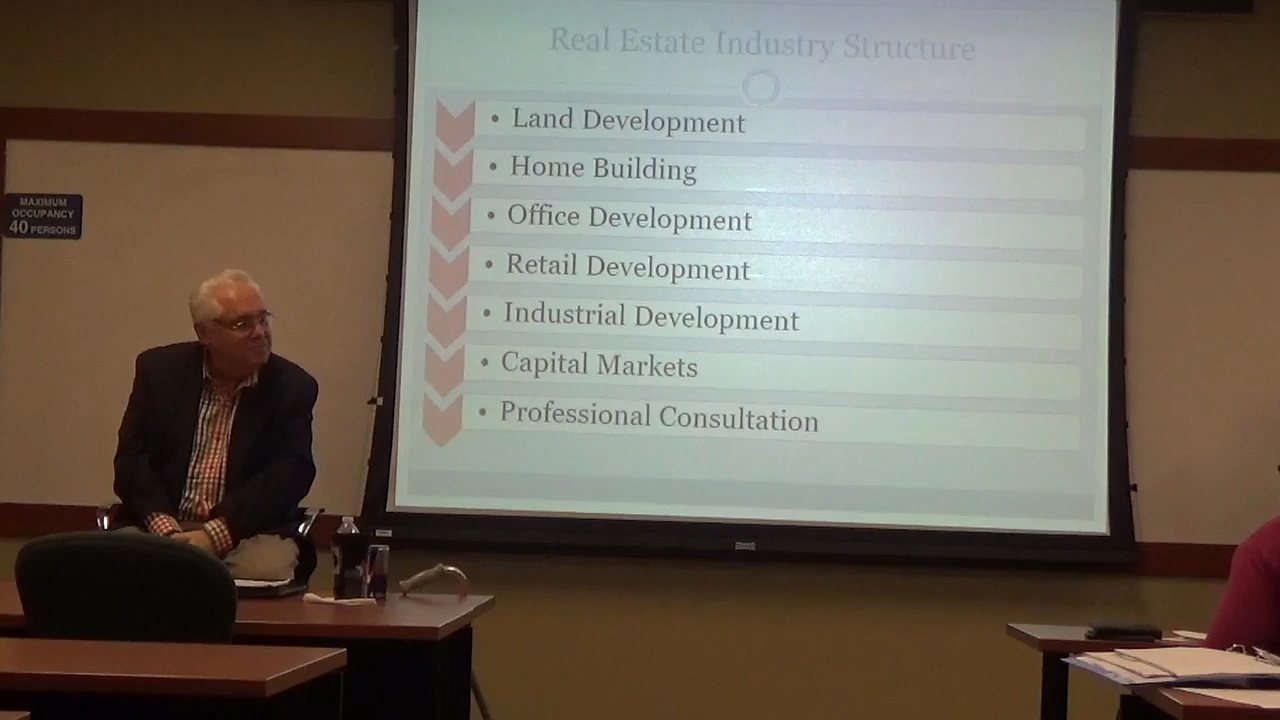 Real Estate Industry Structure
• Land Development
• Home Building
• Office Development
• Retail Development
• Industrial Development
• Capital Markets
• Professional Consultation
MAXIMUM
OCCUPANCY
40 PERSONS